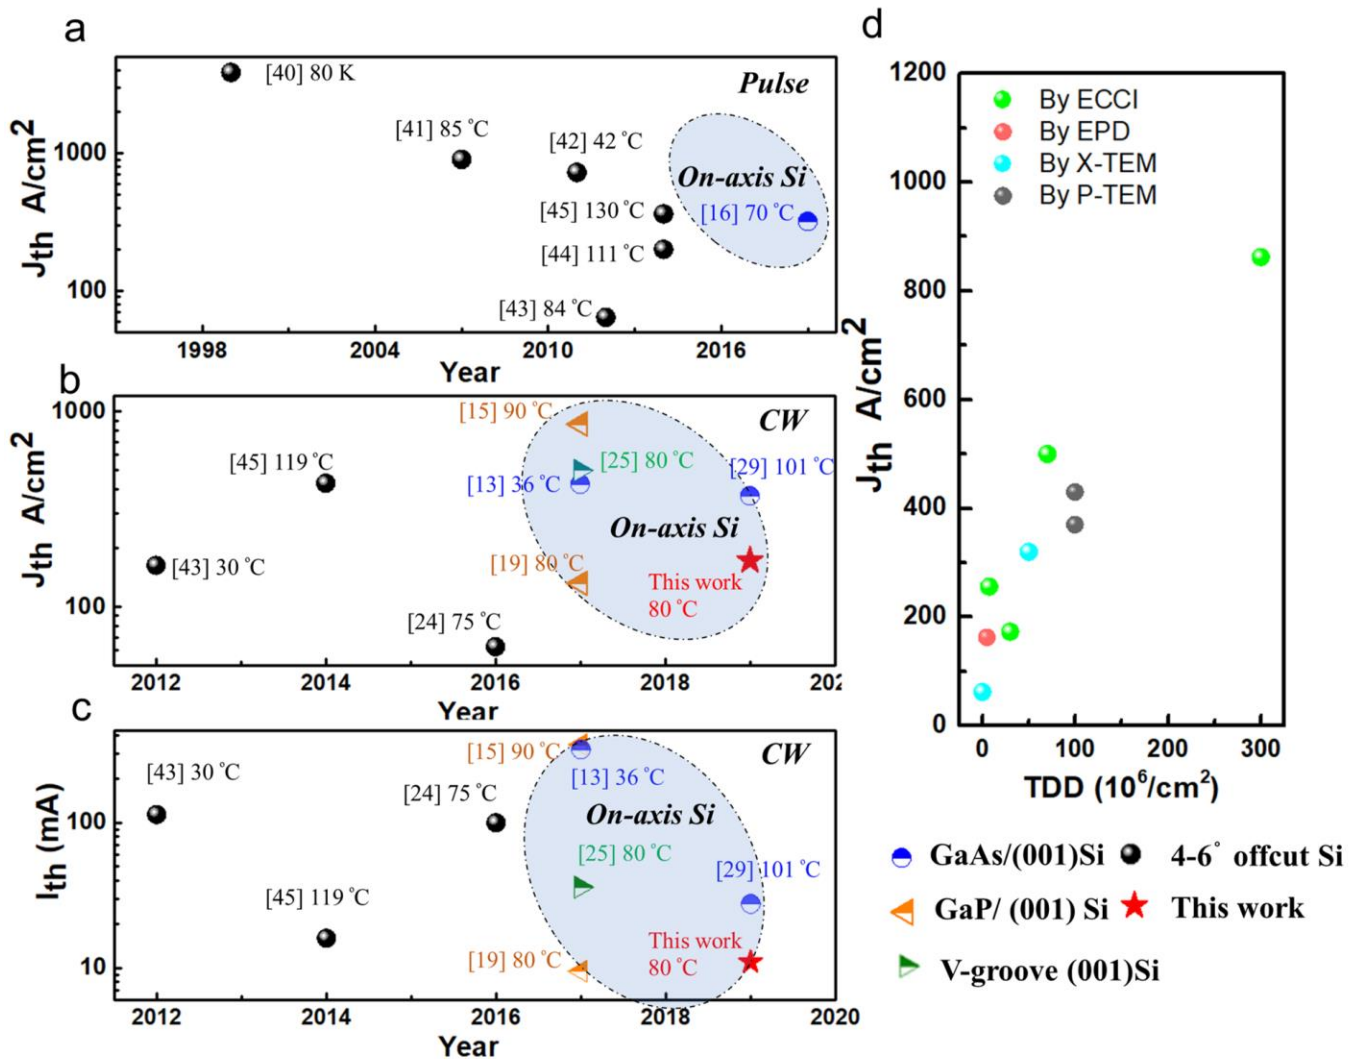 a
Pulse
[40] 80 K
[41] 85 °C
[42] 42 °C
[45] 130 °C
[44] 111 °C
[43] 84 °C
On-axis Si
[16] 70 °C
Jth A/cm2
1000
100
1998 2004 2010 2016
Year
b
CW
[15] 90 °C
[45] 119 °C
[25] 80 °C
[29] 101 °C
[13] 36 °C
On-axis Si
[43] 30 °C
[19] 80 °C
This work
80 °C
[24] 75 °C
Jth A/cm2
1000
100
2012 2014 2016 2018 202
Year
c
CW
[15] 90 °C
[43] 30 °C
[13] 36 °C
[24] 75 °C
On-axis Si
[25] 80 °C
[29] 101 °C
[45] 119 °C
This work
80 °C
[19] 80 °C
Ith (mA)
100
10
2012 2014 2016 2018 2020
Year
d
By ECCI
By EPD
By X-TEM
By P-TEM
Jth A/cm2
1200
1000
800
600
400
200
0
0 100 200 300
TDD (10⁶/cm²)
GaAs/(001)Si
4-6° offcut Si
GaP/ (001) Si
This work
V-groove (001)Si